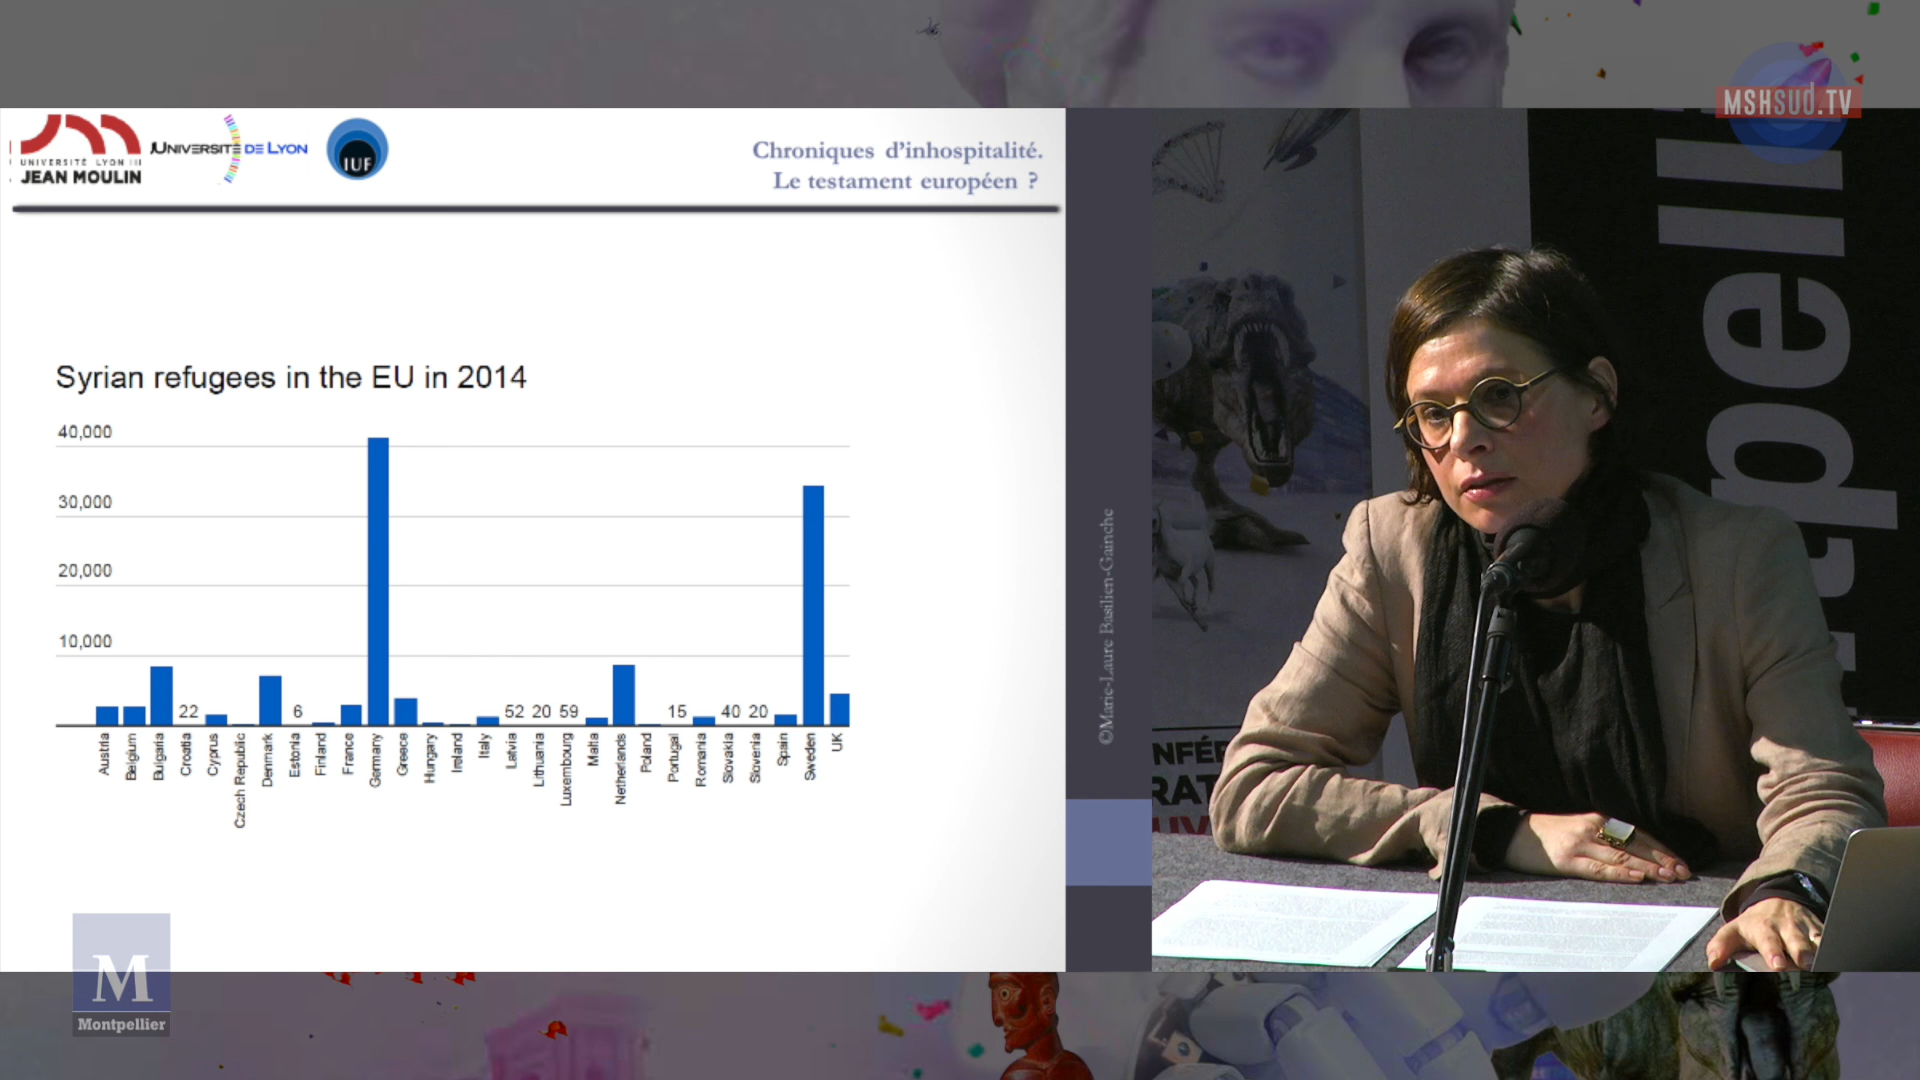 MSHSUD.TV
UNIVERSITÉ LYON III
JEAN MOULIN
UNIVERSITÉ DE LYON
IUF
Chroniques d'inhospitalité.
Le testament européen ?
Syrian refugees in the EU in 2014
40,000
30,000
20,000
10,000
22
6
52
20
59
15
40
20
Austria
Belgium
Bulgaria
Croatia
Cyprus
Czech Republic
Denmark
Estonia
Finland
France
Germany
Greece
Hungary
Ireland
Italy
Latvia
Lithuania
Luxembourg
Malta
Netherlands
Poland
Portugal
Romania
Slovakia
Slovenia
Spain
Sweden
UK
©Marie-Laure Basilien-Gainche
M
Montpellier